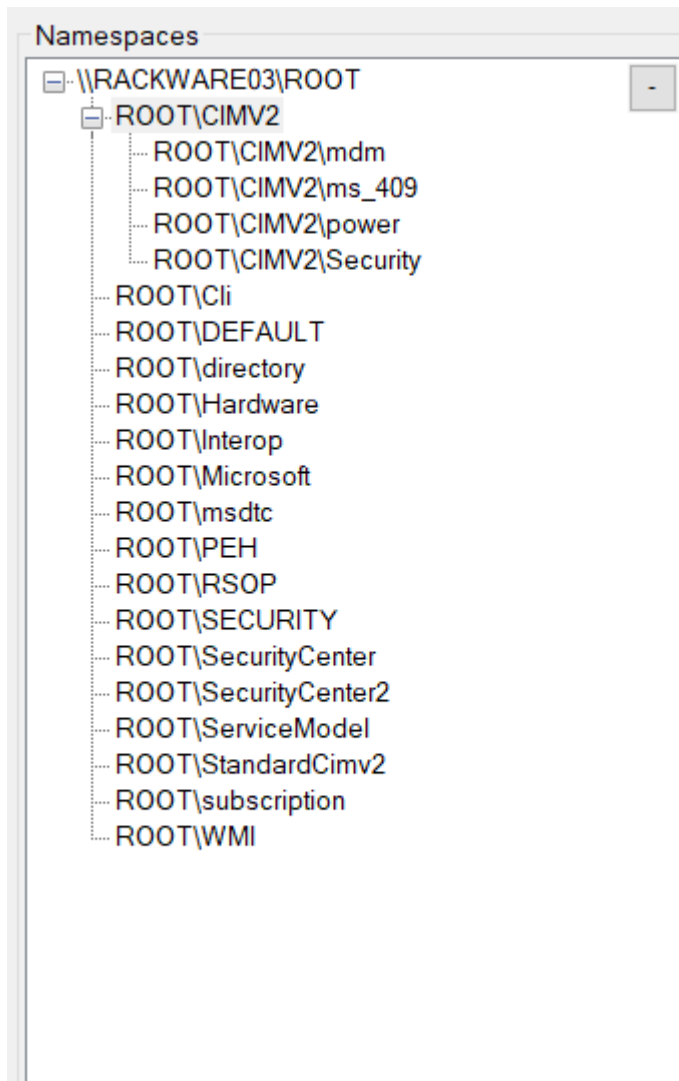 Namespaces
\\RACKWARE03\ROOT
-
ROOT\CIMV2
ROOT\CIMV2\mdm
ROOT\CIMV2\ms_409
ROOT\CIMV2\power
ROOT\CIMV2\Security
ROOT\Cli
ROOT\DEFAULT
ROOT\directory
ROOT\Hardware
ROOT\Interop
ROOT\Microsoft
ROOT\msdtc
ROOT\PEH
ROOT\RSOP
ROOT\SECURITY
ROOT\SecurityCenter
ROOT\SecurityCenter2
ROOT\ServiceModel
ROOT\StandardCimv2
ROOT\subscription
ROOT\WMI